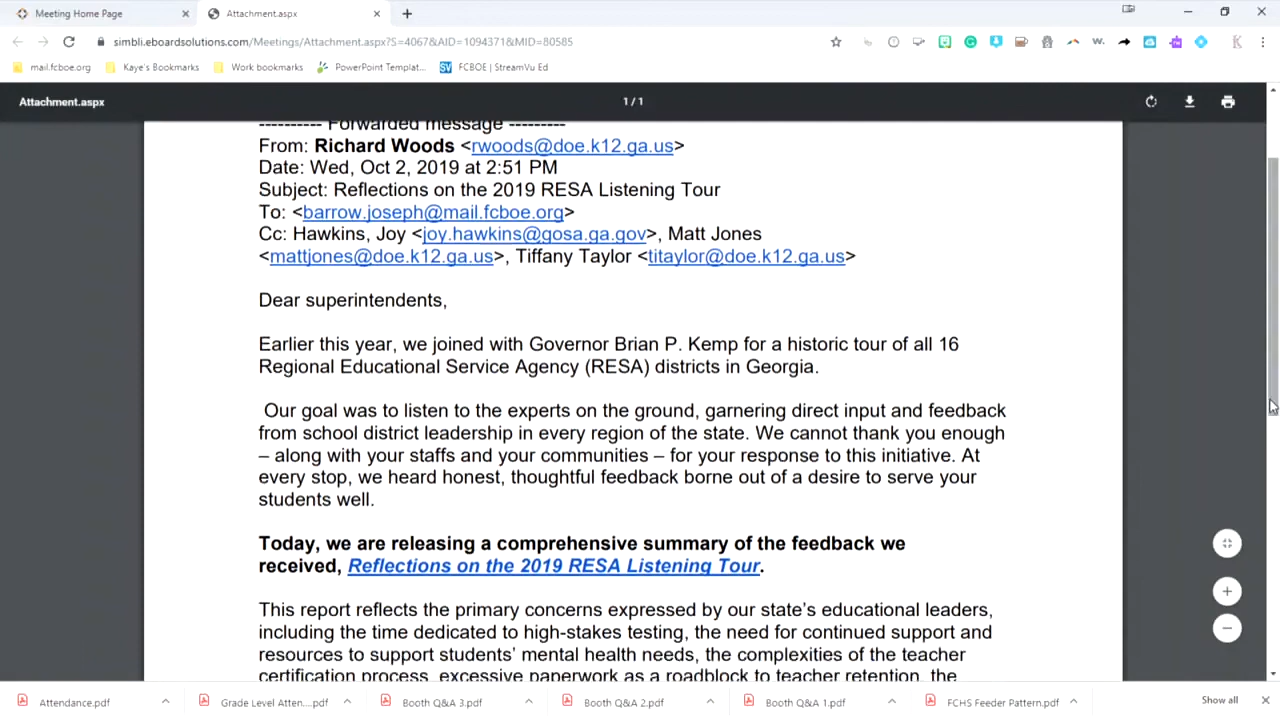 Meeting Home Page
Attachment.aspx
simbli.eboardsolutions.com/Meetings/Attachment.aspx?S=4067&AID=1094371&MID=80585
mail.fcboe.org
Kaye's Bookmarks
Work bookmarks
PowerPoint Templat...
SV FCBOE | StreamVu Ed
Attachment.aspx
1 / 1
---------- Forwarded message ---------
From: Richard Woods <rwoods@doe.k12.ga.us>
Date: Wed, Oct 2, 2019 at 2:51 PM
Subject: Reflections on the 2019 RESA Listening Tour
To: <barrow.joseph@mail.fcboe.org>
Cc: Hawkins, Joy <joy.hawkins@gosa.ga.gov>, Matt Jones
<mattjones@doe.k12.ga.us>, Tiffany Taylor <titaylor@doe.k12.ga.us>
Dear superintendents,
Earlier this year, we joined with Governor Brian P. Kemp for a historic tour of all 16
Regional Educational Service Agency (RESA) districts in Georgia.
Our goal was to listen to the experts on the ground, garnering direct input and feedback
from school district leadership in every region of the state. We cannot thank you enough
– along with your staffs and your communities – for your response to this initiative. At
every stop, we heard honest, thoughtful feedback borne out of a desire to serve your
students well.
Today, we are releasing a comprehensive summary of the feedback we
received, Reflections on the 2019 RESA Listening Tour.
This report reflects the primary concerns expressed by our state's educational leaders,
including the time dedicated to high-stakes testing, the need for continued support and
resources to support students' mental health needs, the complexities of the teacher
certification process, excessive paperwork as a roadblock to teacher retention, the
Attendance.pdf
Grade Level Atten....pdf
Booth Q&A 3.pdf
Booth Q&A 2.pdf
Booth Q&A 1.pdf
FCHS Feeder Pattern.pdf
Show all